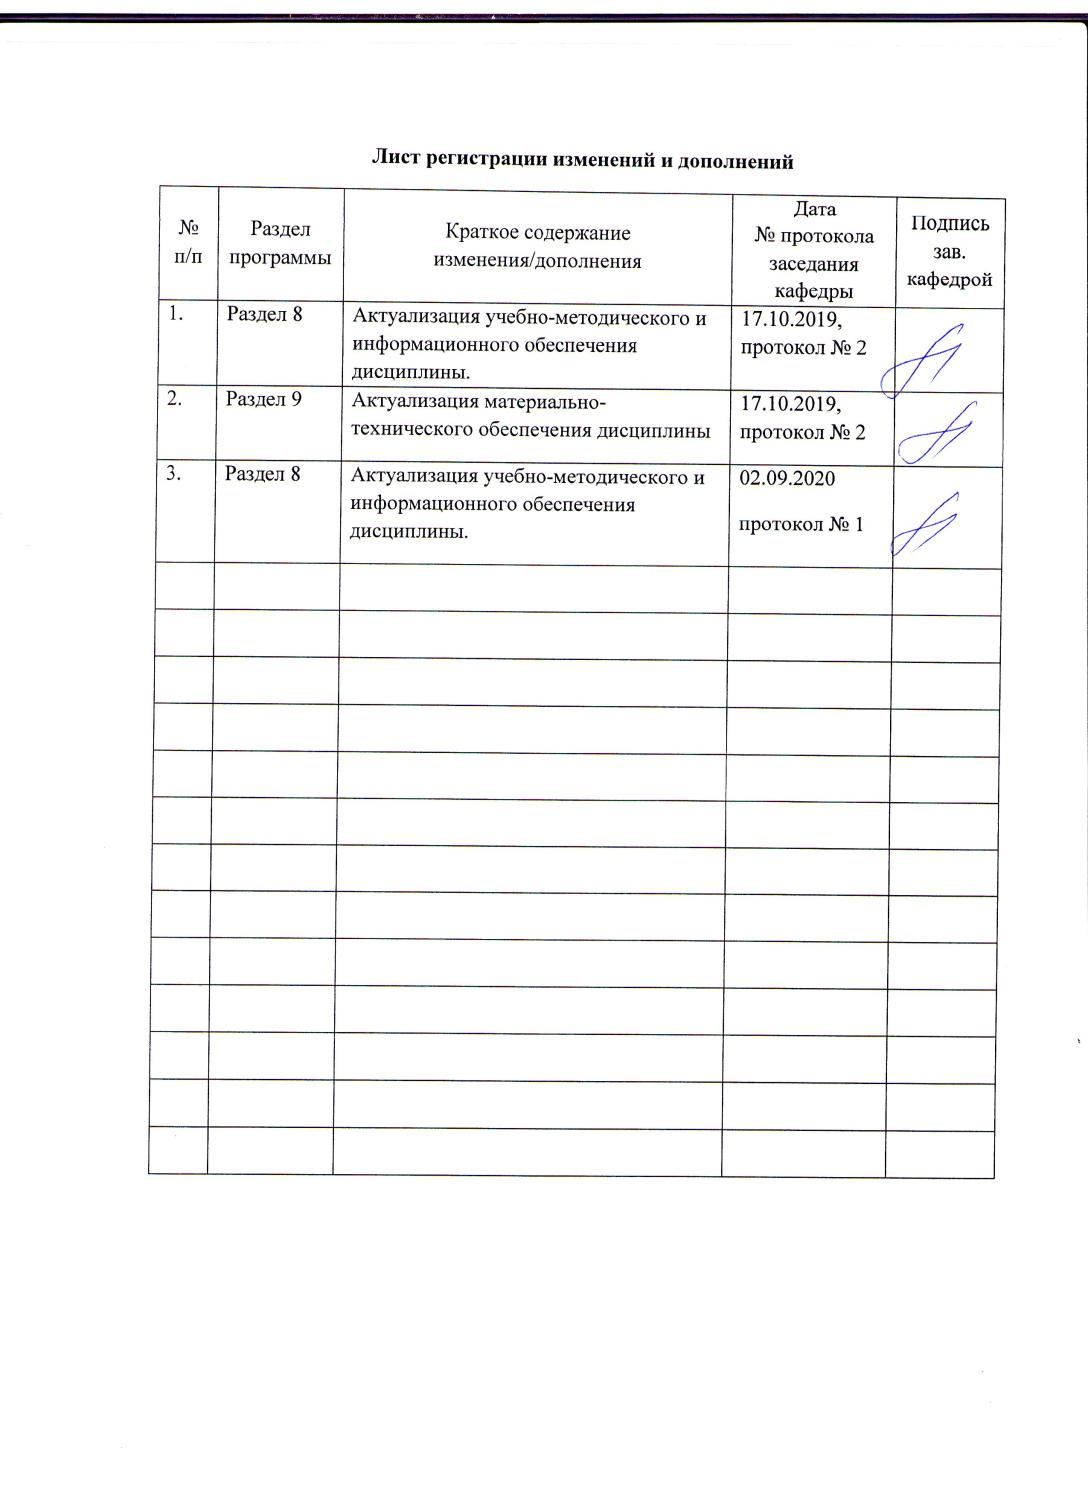 Лист регистрации изменений и дополнений
№
п/п
Раздел
программы
Краткое содержание
изменения/дополнения
Дата
№ протокола
заседания
кафедры
Подпись
зав.
кафедрой
1.
Раздел 8
Актуализация учебно-методического и
информационного обеспечения
дисциплины.
17.10.2019,
протокол № 2
2.
Раздел 9
Актуализация материально-
технического обеспечения дисциплины
17.10.2019,
протокол № 2
3.
Раздел 8
Актуализация учебно-методического и
информационного обеспечения
дисциплины.
02.09.2020
протокол № 1